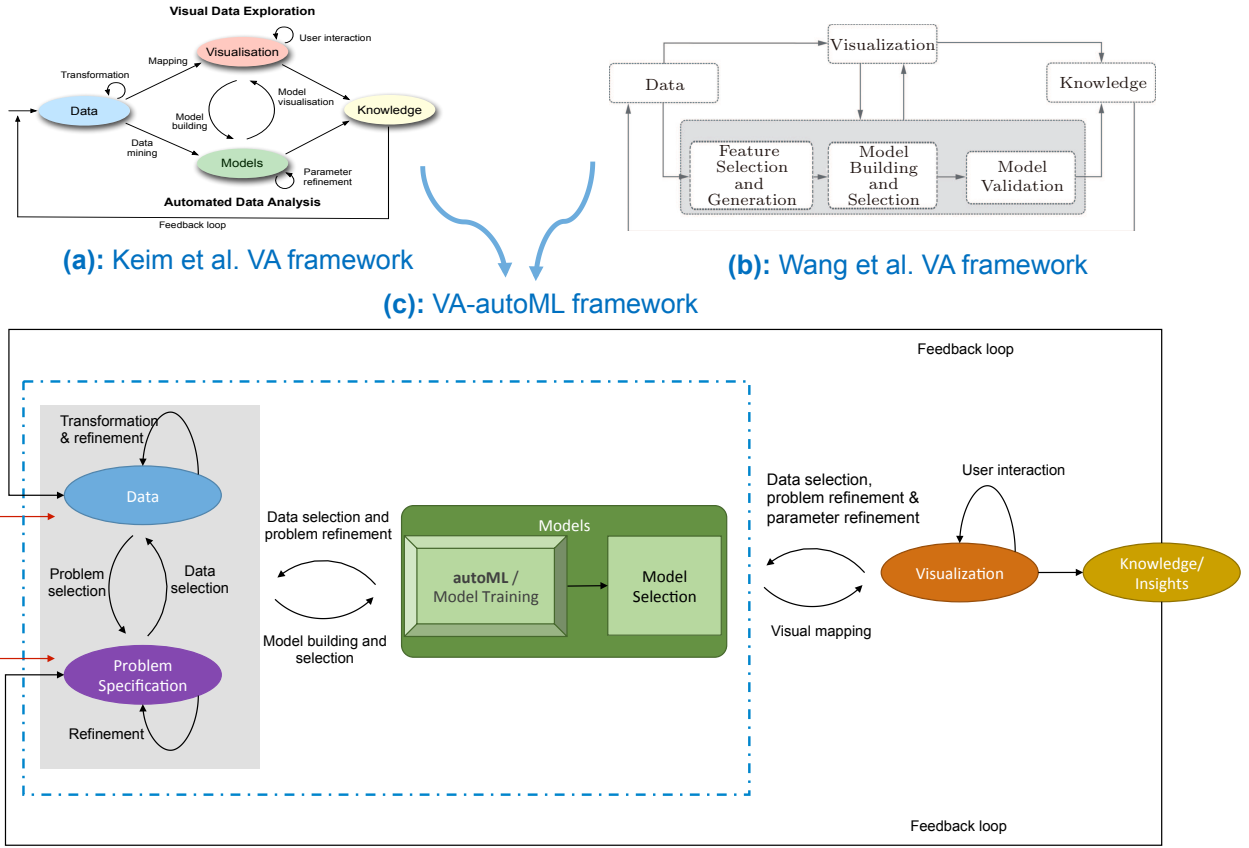 Visual Data Exploration
Visualisation
User interaction
Mapping
Transformation
Data
Model
building
Model
visualisation
Knowledge
Data
mining
Models
Parameter
refinement
Automated Data Analysis
Feedback loop
(a): Keim et al. VA framework
Visualization
Data
Knowledge
Feature
Selection
and
Generation
Model
Building
and
Selection
Model
Validation
(b): Wang et al. VA framework
(c): VA-autoML framework
Feedback loop
Transformation
& refinement
Data
Problem
selection
Data
selection
Problem
Specification
Refinement
Data selection and
problem refinement
Model building and
selection
Models
autoML /
Model Training
Model
Selection
Data selection,
problem refinement &
parameter refinement
Visual mapping
User interaction
Visualization
Knowledge/
Insights
Feedback loop